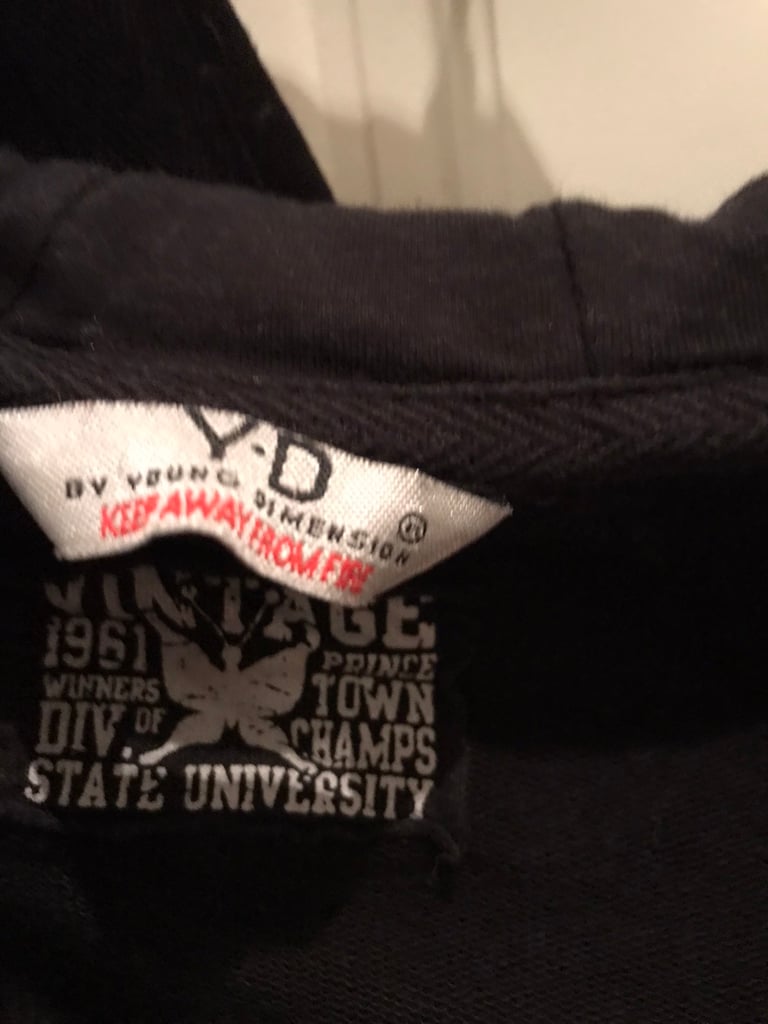 Y.D
BY YOUNG DIMENSION ®
KEEP AWAY FROM FIRE
VINTAGE
1961 PRINCE
WINNERS TOWN
DIV. OF CHAMPS
STATE UNIVERSITY